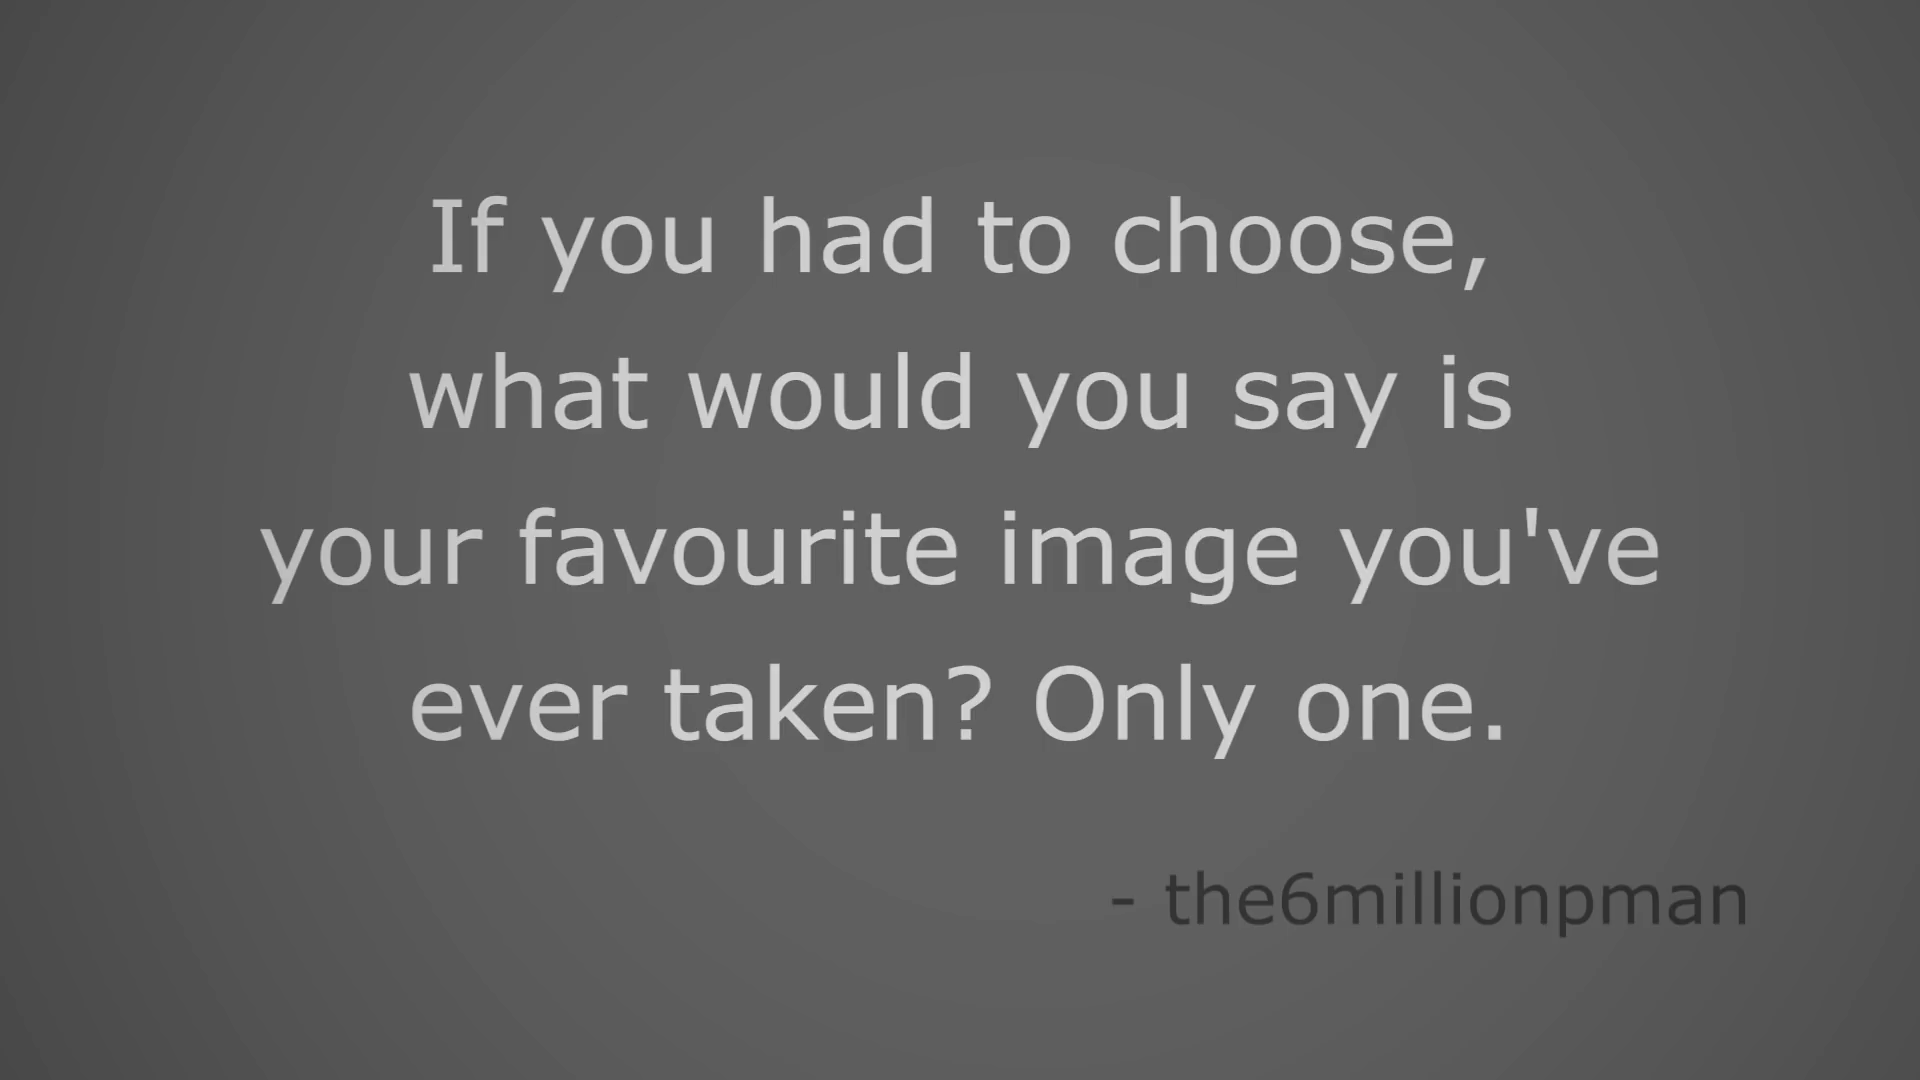 If you had to choose,
what would you say is
your favourite image you've
ever taken? Only one.
- the6millionpman